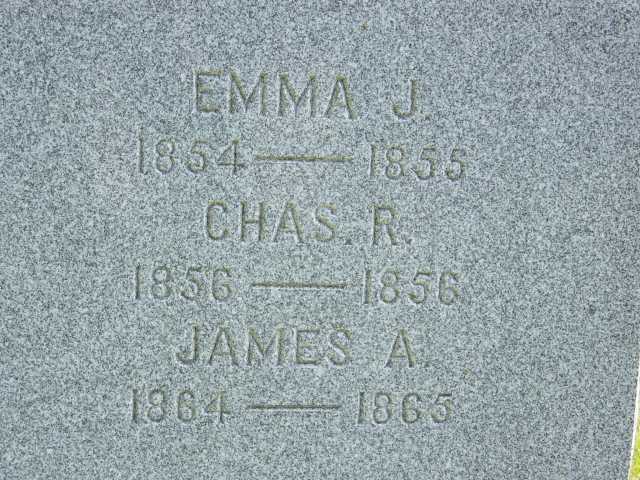 EMMA J.
1854 — 1855
CHAS. R.
1856 — 1856
JAMES A.
1864 — 1865